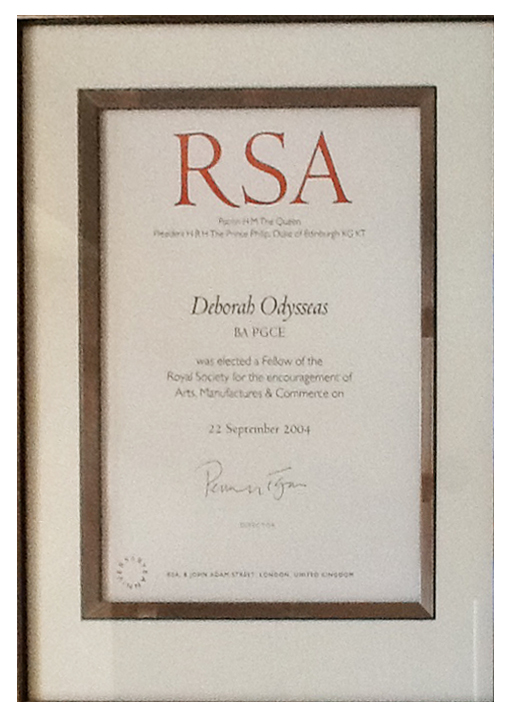 RSA
Patron H M The Queen
President H R H The Prince Philip, Duke of Edinburgh KG KT
Deborah Odysseas
BA PGCE
was elected a Fellow of the
Royal Society for the encouragement of
Arts, Manufactures & Commerce on
22 September 2004
DIRECTOR
RSA, 8 JOHN ADAM STREET, LONDON, UNITED KINGDOM